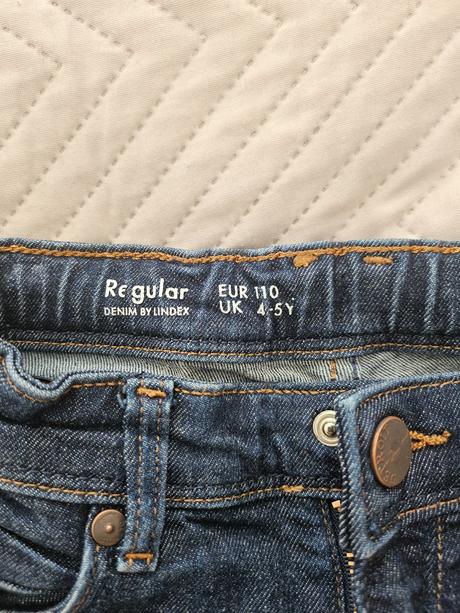 Regular
DENIM BY LINDEX
EUR 110
UK 4-5Y